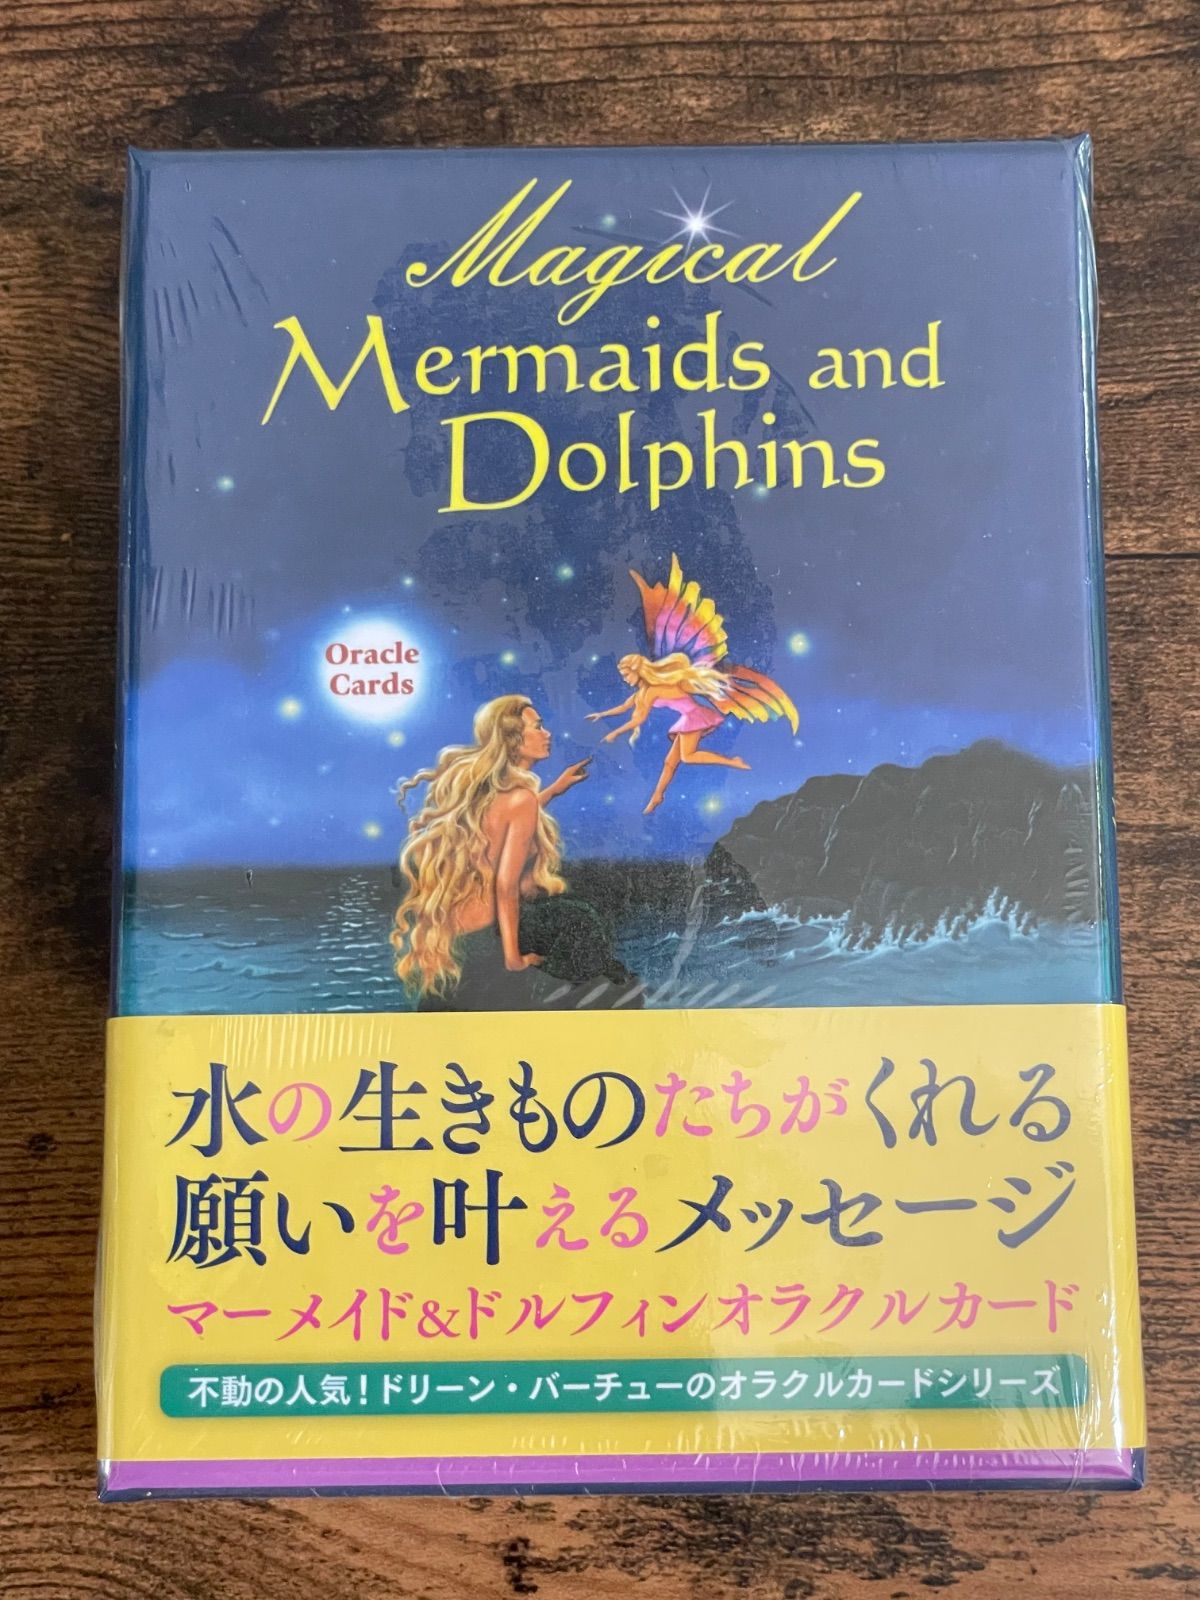 Magical
Mermaids and
Dolphins
Oracle
Cards
水の生きものたちがくれる
願いを叶えるメッセージ
マーメイド&ドルフィンオラクルカード
不動の人気!ドリーン・バーチューのオラクルカードシリーズ